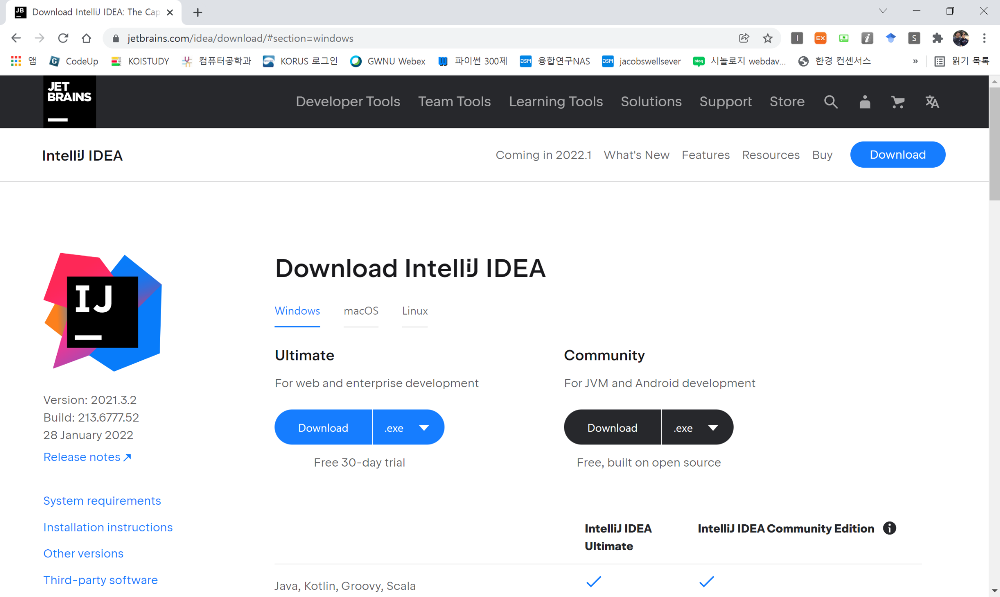 JB
Download IntelliJ IDEA: The Cap
jetbrains.com/idea/download/#section=windows
I
EX
N
i
S
앱
CodeUp
KOISTUDY
컴퓨터공학과
KORUS 로그인
GWNU Webex
파이썬 300제
DSM
융합연구NAS
DSM
jacobswellsever
blog
시놀로지 webdav...
한경 컨센서스
»
읽기 목록
JET
BRAINS
Developer Tools
Team Tools
Learning Tools
Solutions
Support
Store
IntelliJ IDEA
Coming in 2022.1
What's New
Features
Resources
Buy
Download
IJ
Version: 2021.3.2
Build: 213.6777.52
28 January 2022
Release notes ↗
System requirements
Installation instructions
Other versions
Third-party software
Download IntelliJ IDEA
Windows
macOS
Linux
Ultimate
For web and enterprise development
Download
.exe
Free 30-day trial
Community
For JVM and Android development
Download
.exe
Free, built on open source
IntelliJ IDEA
Ultimate
IntelliJ IDEA Community Edition
Java, Kotlin, Groovy, Scala